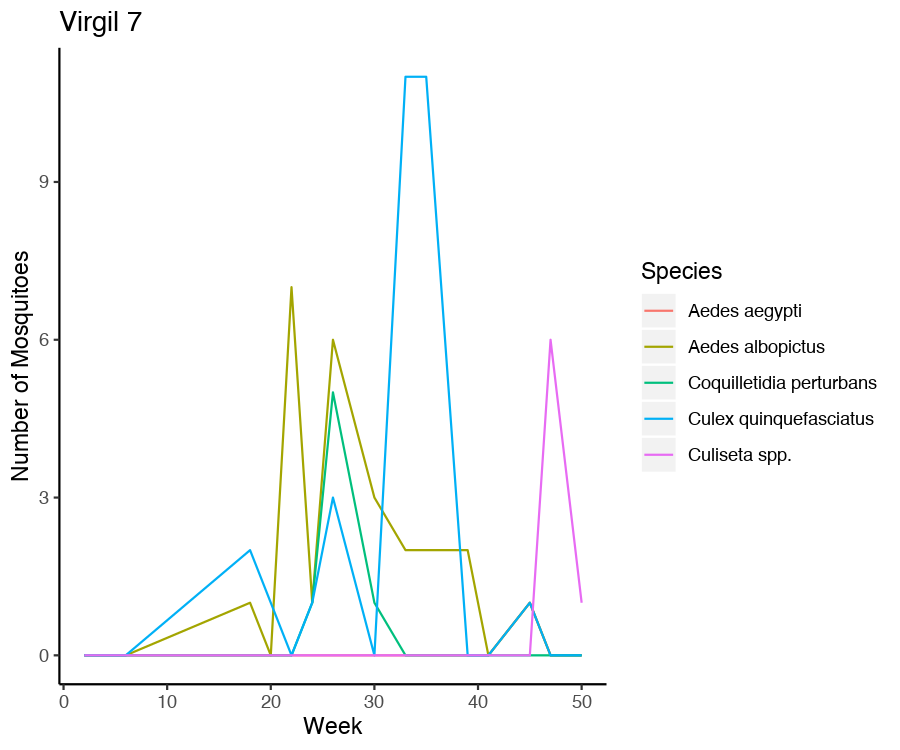 Virgil 7
Number of Mosquitoes
9
6
3
0
0 10 20 30 40 50
Week
Species
Aedes aegypti
Aedes albopictus
Coquilletidia perturbans
Culex quinquefasciatus
Culiseta spp.